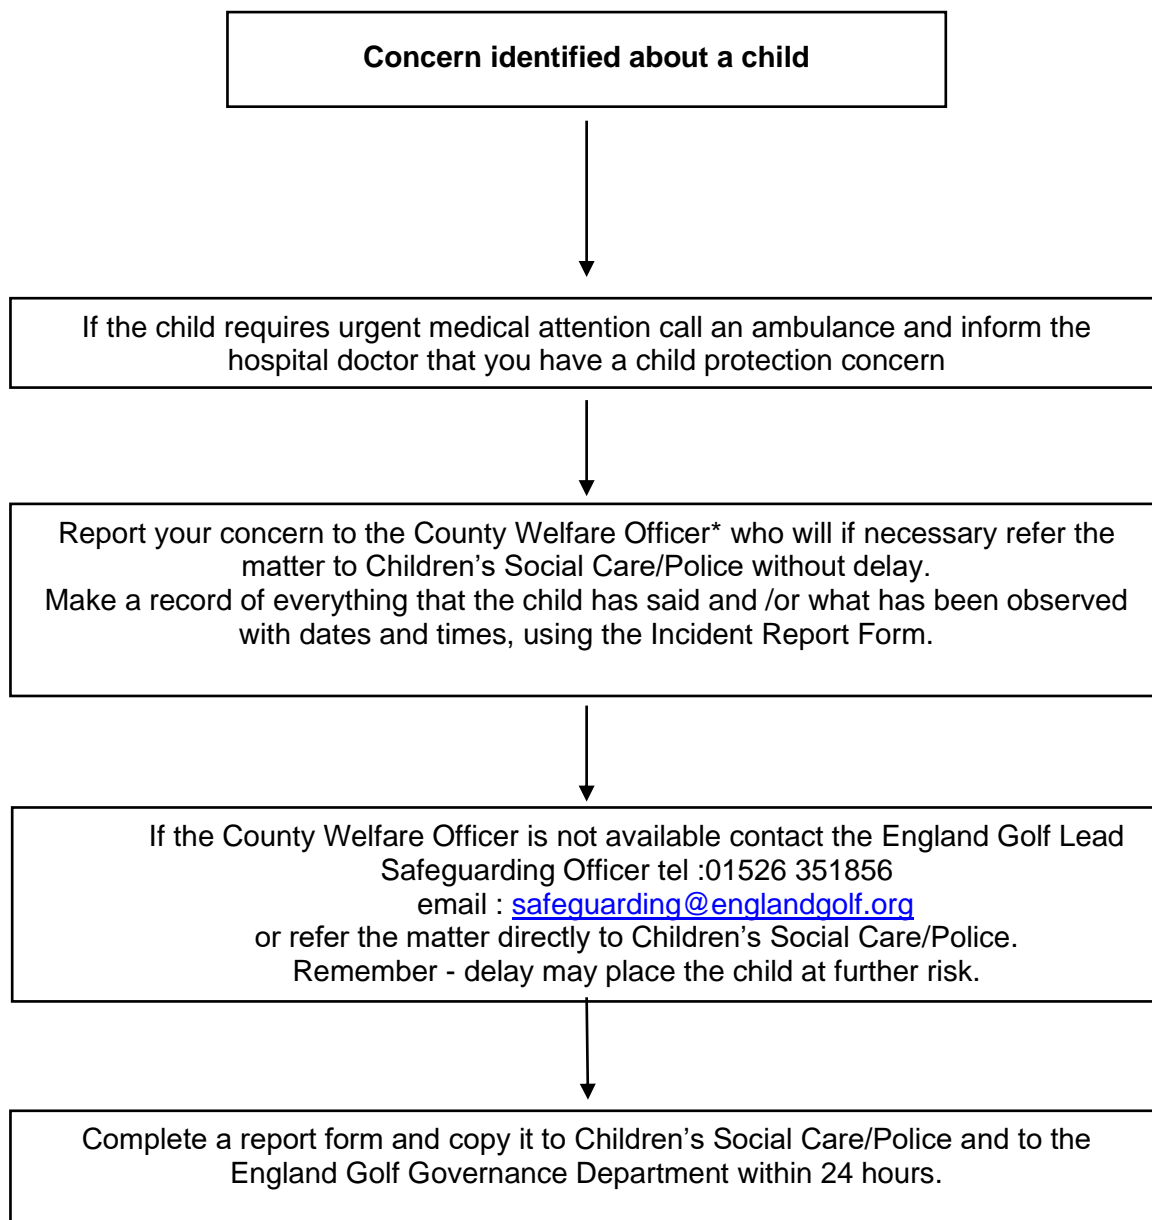 Concern identified about a child
If the child requires urgent medical attention call an ambulance and inform the
hospital doctor that you have a child protection concern
Report your concern to the County Welfare Officer* who will if necessary refer the
matter to Children’s Social Care/Police without delay.
Make a record of everything that the child has said and /or what has been observed
with dates and times, using the Incident Report Form.
If the County Welfare Officer is not available contact the England Golf Lead
Safeguarding Officer tel :01526 351856
email : safeguarding@englandgolf.org
or refer the matter directly to Children’s Social Care/Police.
Remember - delay may place the child at further risk.
Complete a report form and copy it to Children’s Social Care/Police and to the
England Golf Governance Department within 24 hours.